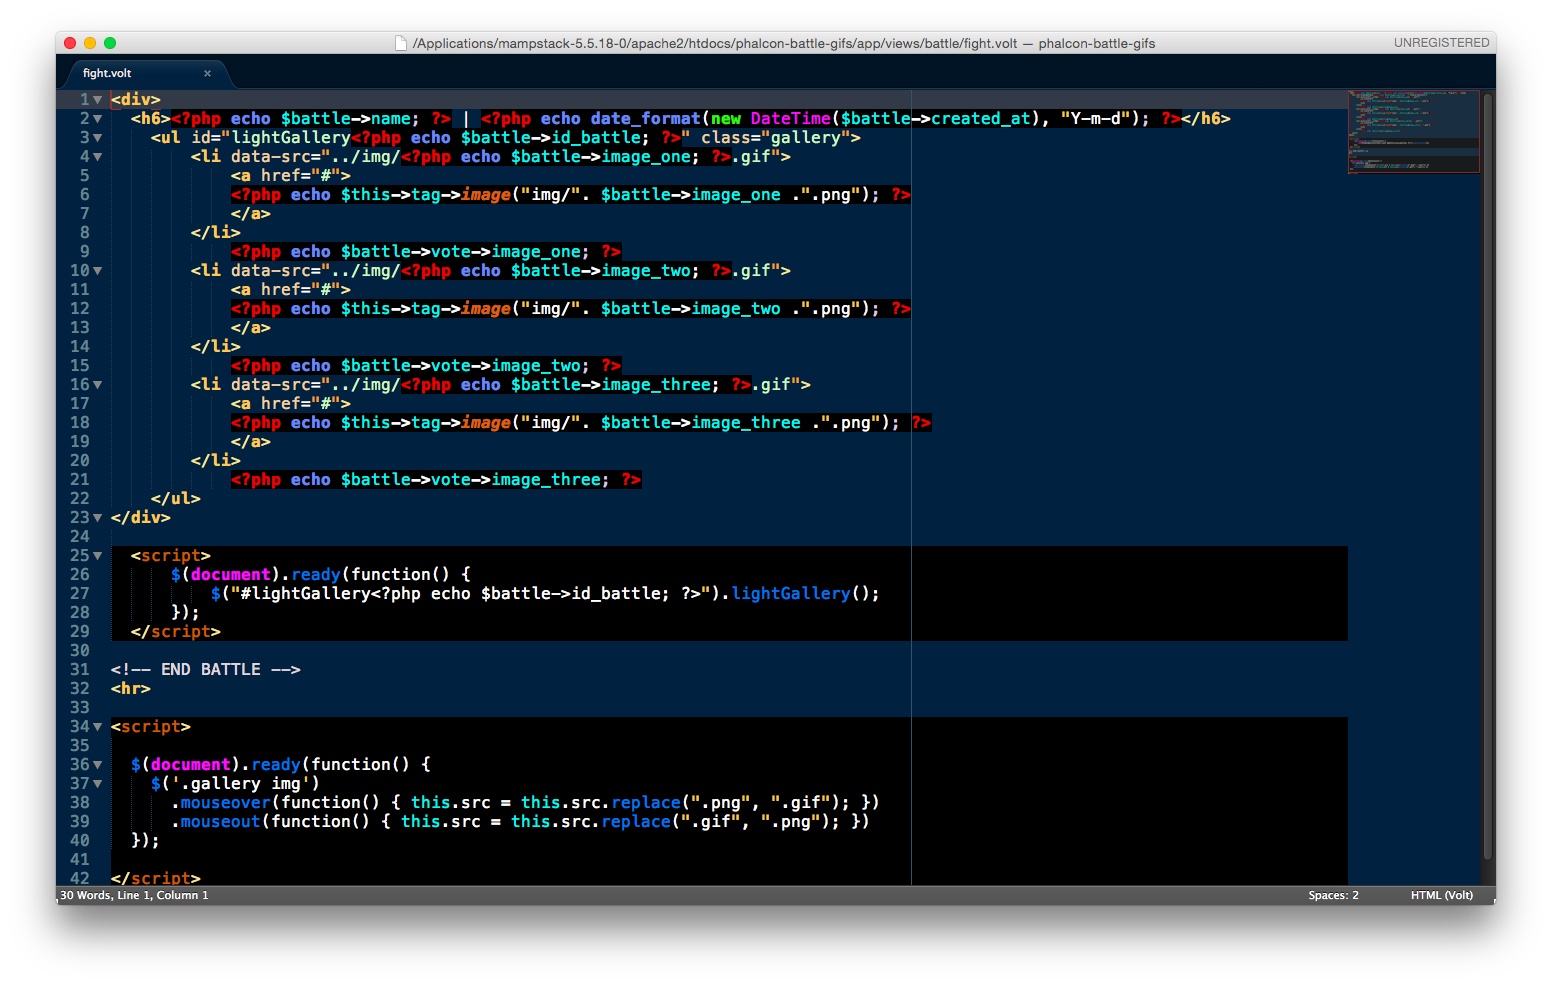 /Applications/mampstack-5.5.18-0/apache2/htdocs/phalcon-battle-gifs/app/views/battle/fight.volt — phalcon-battle-gifs UNREGISTERED
fight.volt ×
1 <div>
2 <h6><?php echo $battle->name; ?> | <?php echo date_format(new DateTime($battle->created_at), "Y-m-d"); ?></h6>
3 <ul id="lightGallery<?php echo $battle->id_battle; ?>" class="gallery">
4 <li data-src="../img/<?php echo $battle->image_one; ?>.gif">
5 <a href="#">
6 <?php echo $this->tag->image("img/". $battle->image_one .".png"); ?>
7 </a>
8 </li>
9 <?php echo $battle->vote->image_one; ?>
10 <li data-src="../img/<?php echo $battle->image_two; ?>.gif">
11 <a href="#">
12 <?php echo $this->tag->image("img/". $battle->image_two .".png"); ?>
13 </a>
14 </li>
15 <?php echo $battle->vote->image_two; ?>
16 <li data-src="../img/<?php echo $battle->image_three; ?>.gif">
17 <a href="#">
18 <?php echo $this->tag->image("img/". $battle->image_three .".png"); ?>
19 </a>
20 </li>
21 <?php echo $battle->vote->image_three; ?>
22 </ul>
23 </div>
24
25 <script>
26 $(document).ready(function() {
27 $("#lightGallery<?php echo $battle->id_battle; ?>").lightGallery();
28 });
29 </script>
30
31 <!-- END BATTLE -->
32 <hr>
33
34 <script>
35
36 $(document).ready(function() {
37 $('.gallery img')
38 .mouseover(function() { this.src = this.src.replace(".png", ".gif"); })
39 .mouseout(function() { this.src = this.src.replace(".gif", ".png"); })
40 });
41
42 </script>
30 Words, Line 1, Column 1 Spaces: 2 HTML (Volt)